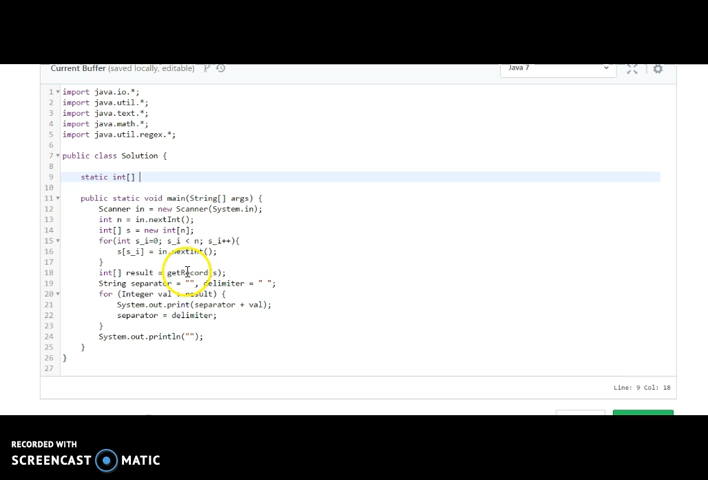 Current Buffer (saved locally, editable)
Java 7
1 import java.io.*;
2 import java.util.*;
3 import java.text.*;
4 import java.math.*;
5 import java.util.regex.*;
6
7 public class Solution {
8
9 static int[]
10
11 public static void main(String[] args) {
12 Scanner in = new Scanner(System.in);
13 int n = in.nextInt();
14 int[] s = new int[n];
15 for(int s_i=0; s_i < n; s_i++){
16 s[s_i] = in.nextInt();
17 }
18 int[] result = getRecord(s);
19 String separator = "", delimiter = " ";
20 for (Integer val : result) {
21 System.out.print(separator + val);
22 separator = delimiter;
23 }
24 System.out.println("");
25 }
26 }
27
Line: 9 Col: 18
RECORDED WITH
SCREENCAST MATIC